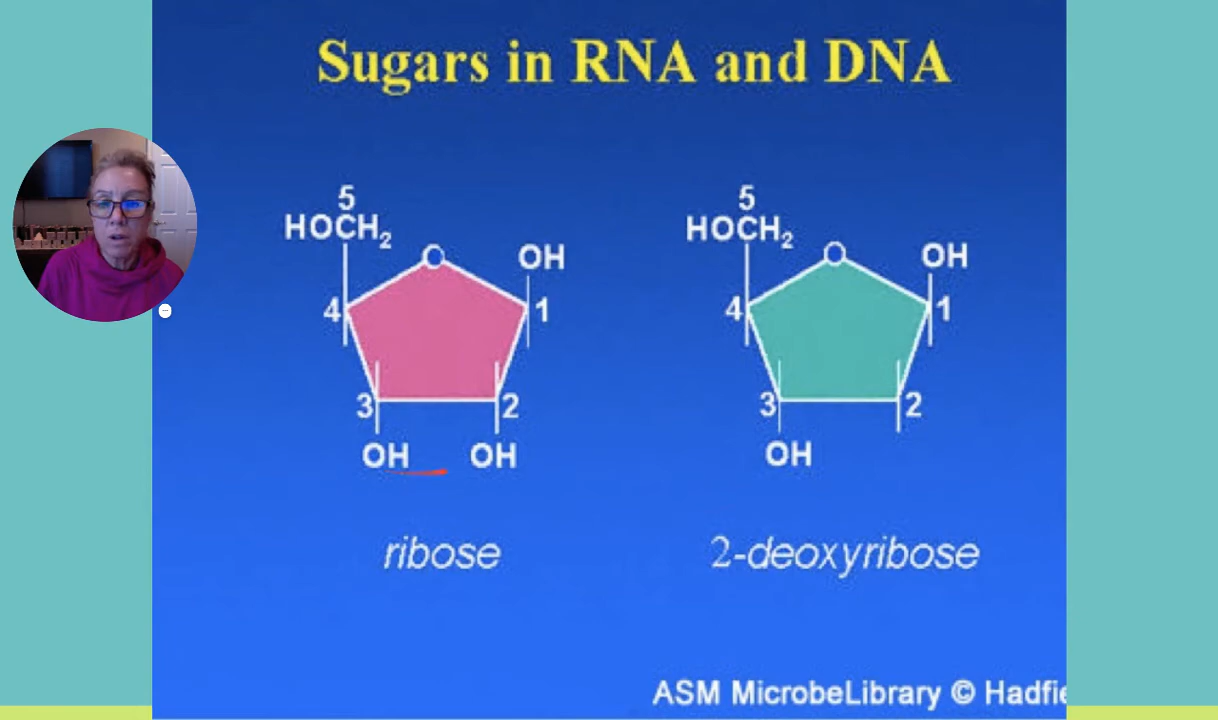 Sugars in RNA and DNA
5
HOCH₂
O
OH
4
1
3
2
OH
OH
ribose
5
HOCH₂
O
OH
4
1
3
2
OH
2-deoxyribose
ASM MicrobeLibrary © Hadfie